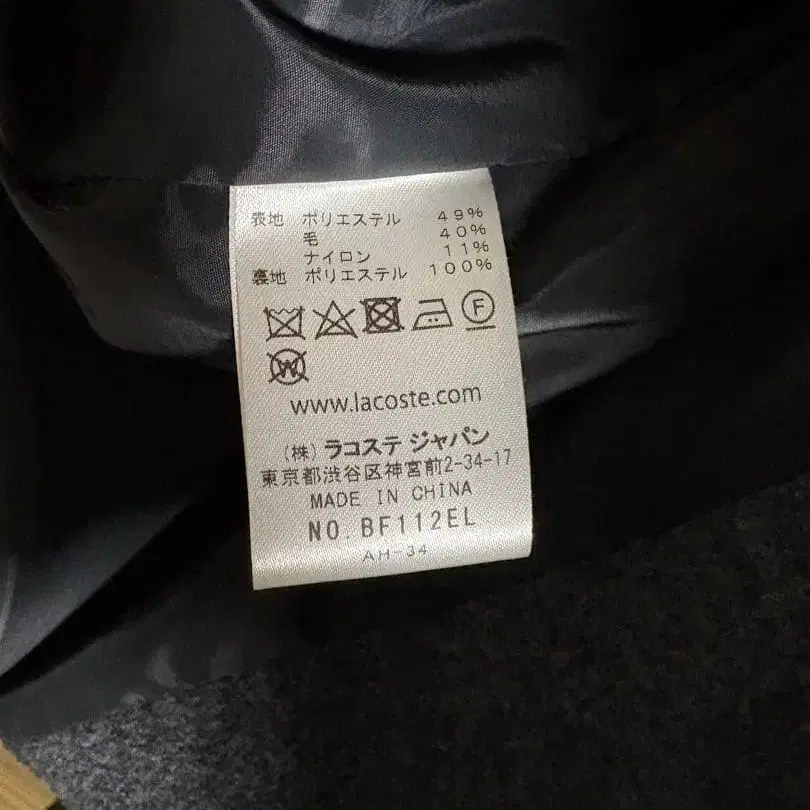 表地 ポリエステル 49%
毛 40%
ナイロン 11%
裏地 ポリエステル 100%
F
W
www.lacoste.com
(株) ラコステ ジャパン
東京都渋谷区神宮前2-34-17
MADE IN CHINA
NO. BF112EL
AH-34